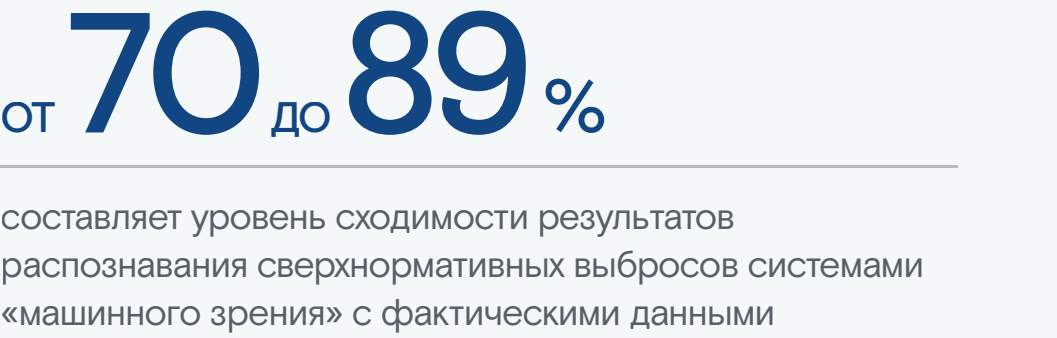 от 70 до 89 %
составляет уровень сходимости результатов
распознавания сверхнормативных выбросов системами
«машинного зрения» с фактическими данными